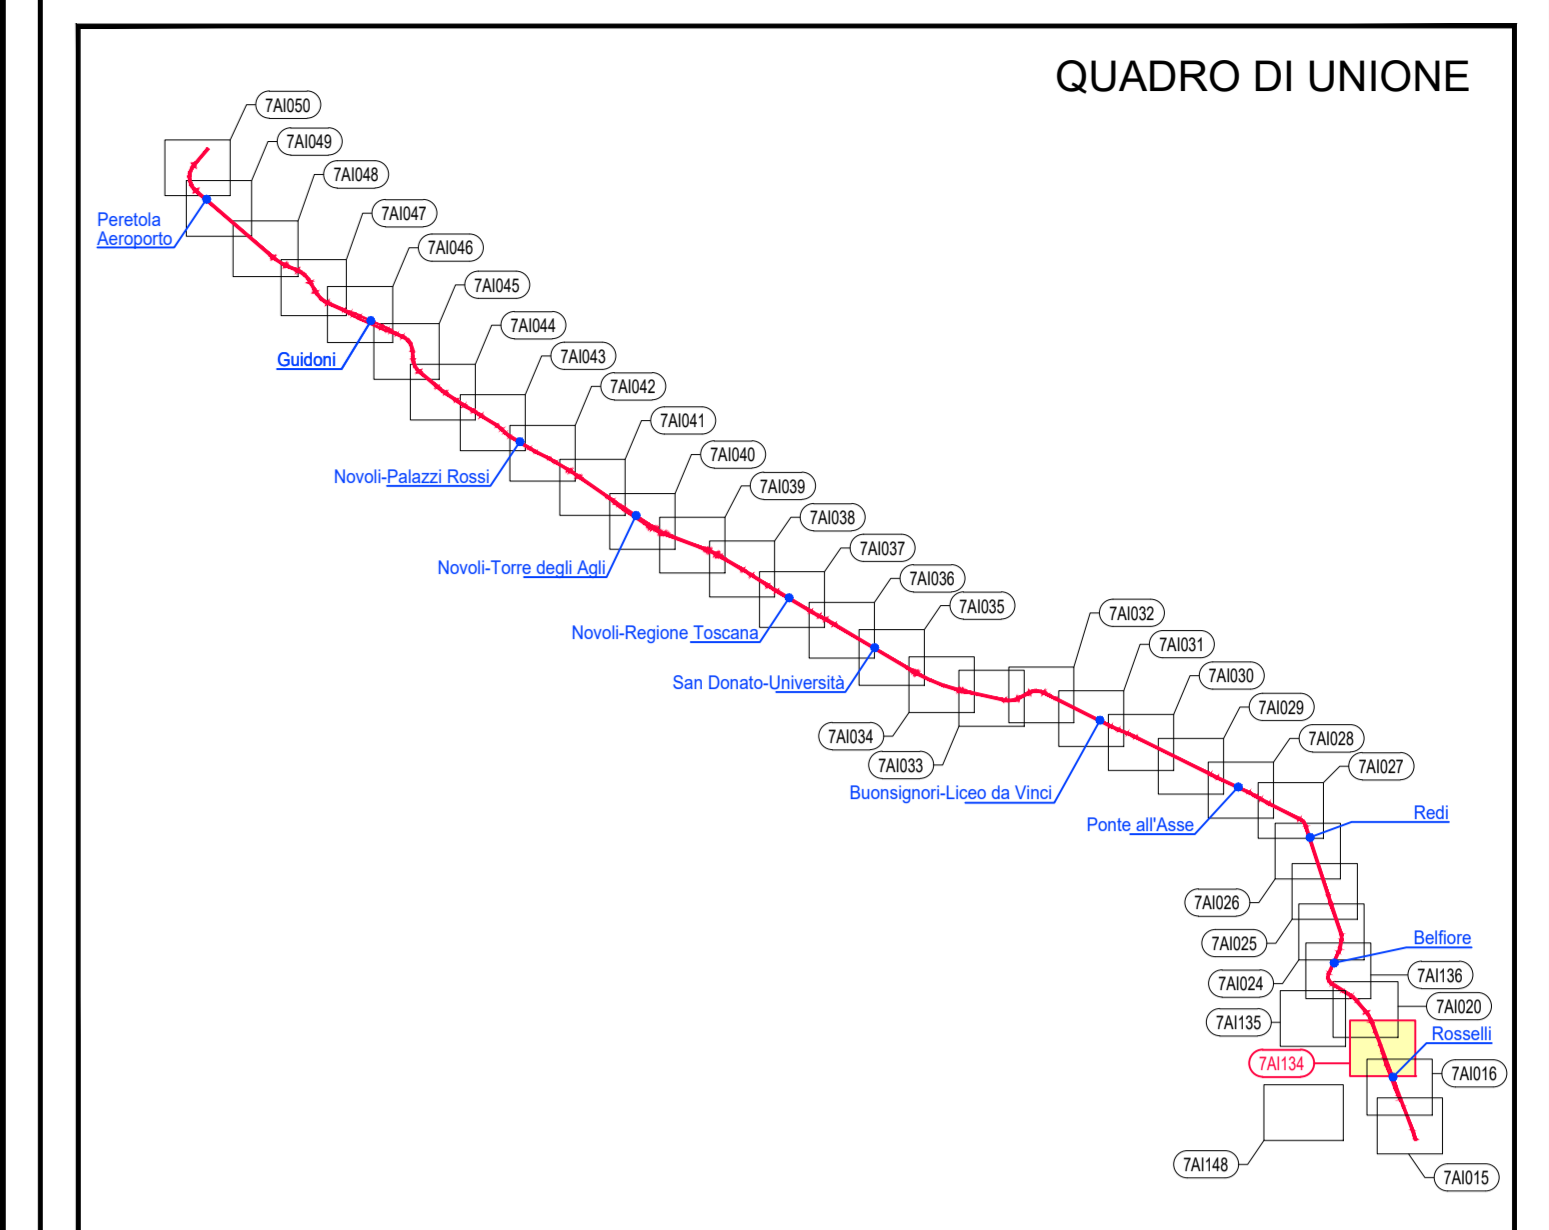 QUADRO DI UNIONE
7AI050
7AI049
7AI048
7AI047
Peretola
Aeroporto
7AI046
7AI045
7AI044
Guidoni
7AI043
7AI042
7AI041
7AI040
Novoli-Palazzi Rossi
7AI039
7AI038
7AI037
Novoli-Torre degli Agli
7AI036
7AI035
7AI032
Novoli-Regione Toscana
7AI031
7AI030
San Donato-Università
7AI029
7AI034
7AI028
7AI033
7AI027
Buonsignori-Liceo da Vinci
Redi
Ponte all'Asse
7AI026
Belfiore
7AI025
7AI136
7AI024
7AI020
7AI135
Rosselli
7AI134
7AI016
7AI148
7AI015